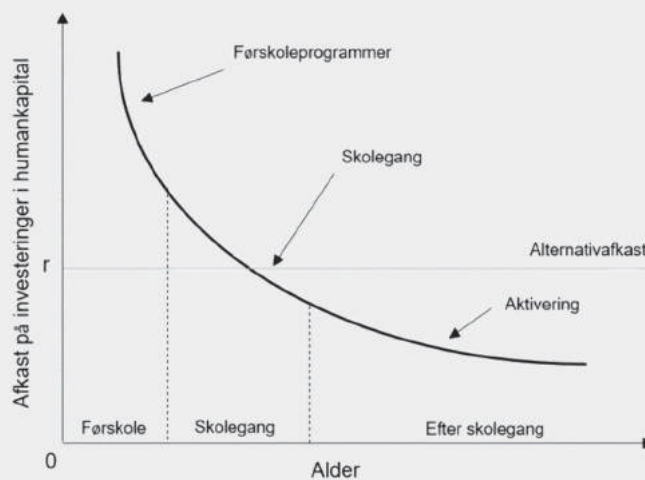 Afkast på investeringer i humankapital
Førskoleprogrammer
Skolegang
r
Alternativafkast
Aktivering
Førskole
Skolegang
Efter skolegang
0
Alder